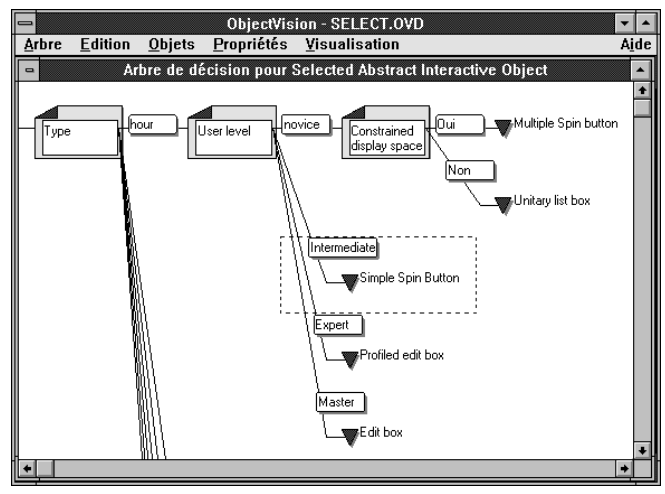 ObjectVision - SELECT.OVD
Arbre Edition Objets Propriétés Visualisation Aide
Arbre de décision pour Selected Abstract Interactive Object
Type
hour
User level
novice
Constrained
display space
Oui
Multiple Spin button
Non
Unitary list box
Intermediate
Simple Spin Button
Expert
Profiled edit box
Master
Edit box